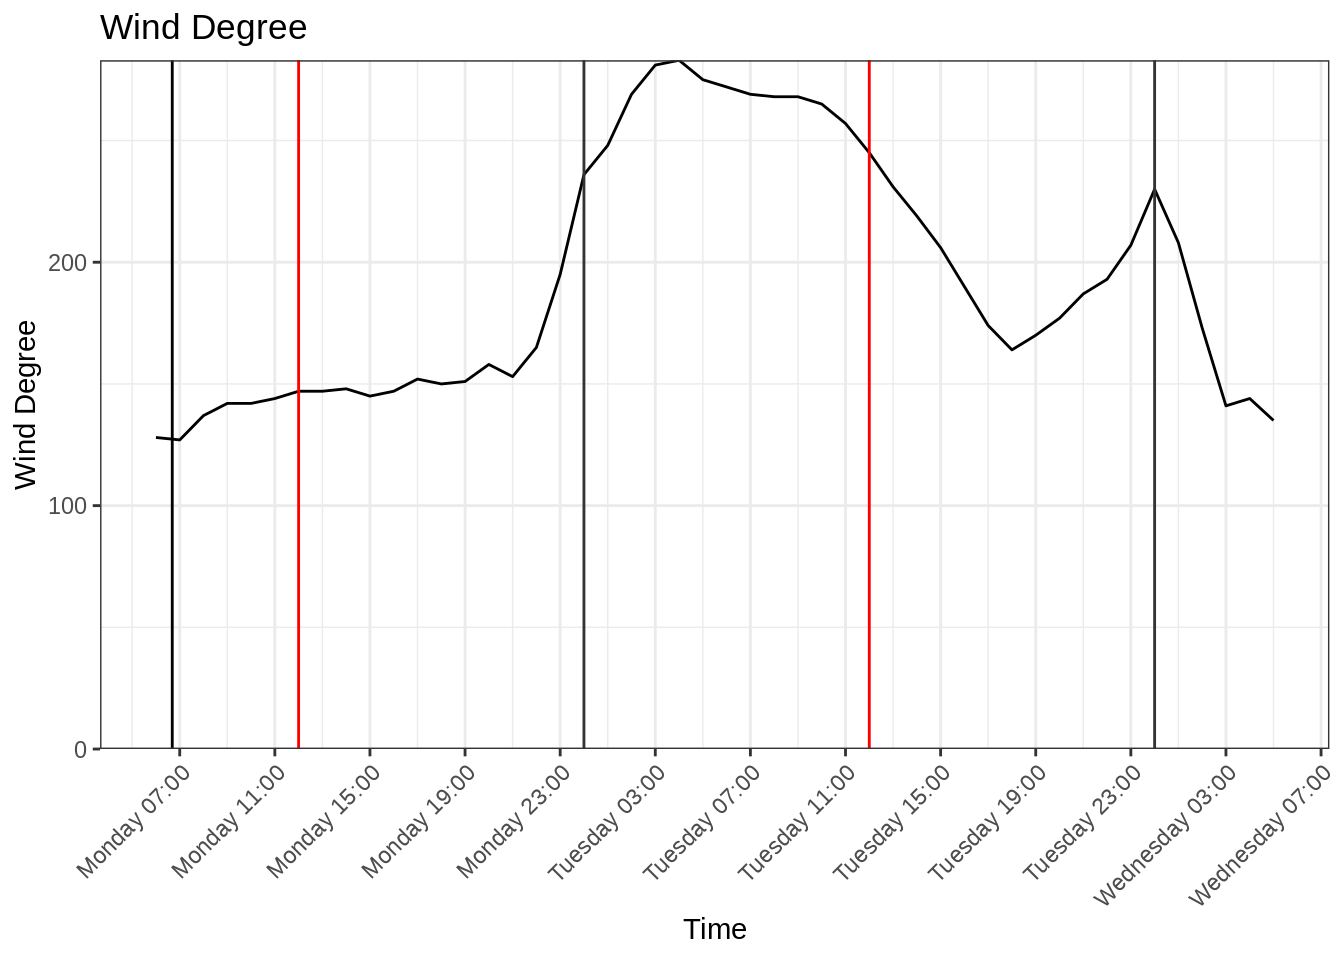 Wind Degree
Wind Degree
200
100
0
Monday 07:00
Monday 11:00
Monday 15:00
Monday 19:00
Monday 23:00
Tuesday 03:00
Tuesday 07:00
Tuesday 11:00
Tuesday 15:00
Tuesday 19:00
Tuesday 23:00
Wednesday 03:00
Wednesday 07:00
Time